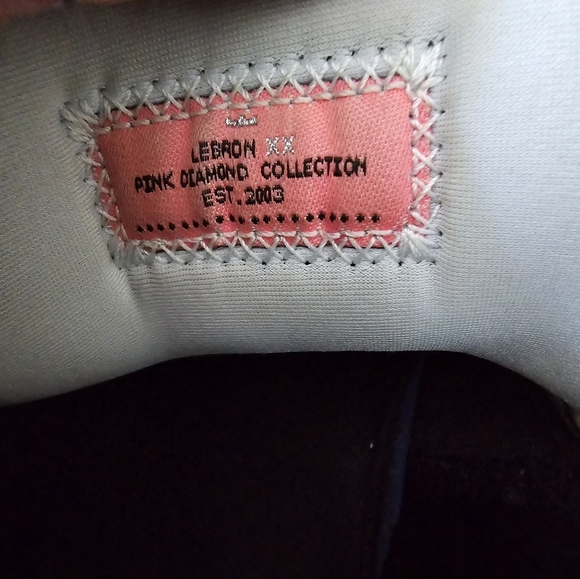 LEBRON XX
PINK DIAMOND COLLECTION
EST. 2003